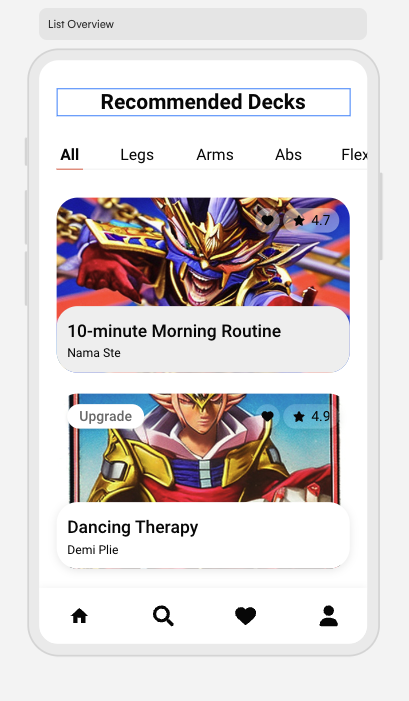 List Overview
Recommended Decks
All Legs Arms Abs Flex
4.7
10-minute Morning Routine
Nama Ste
Upgrade 4.9
Dancing Therapy
Demi Plie